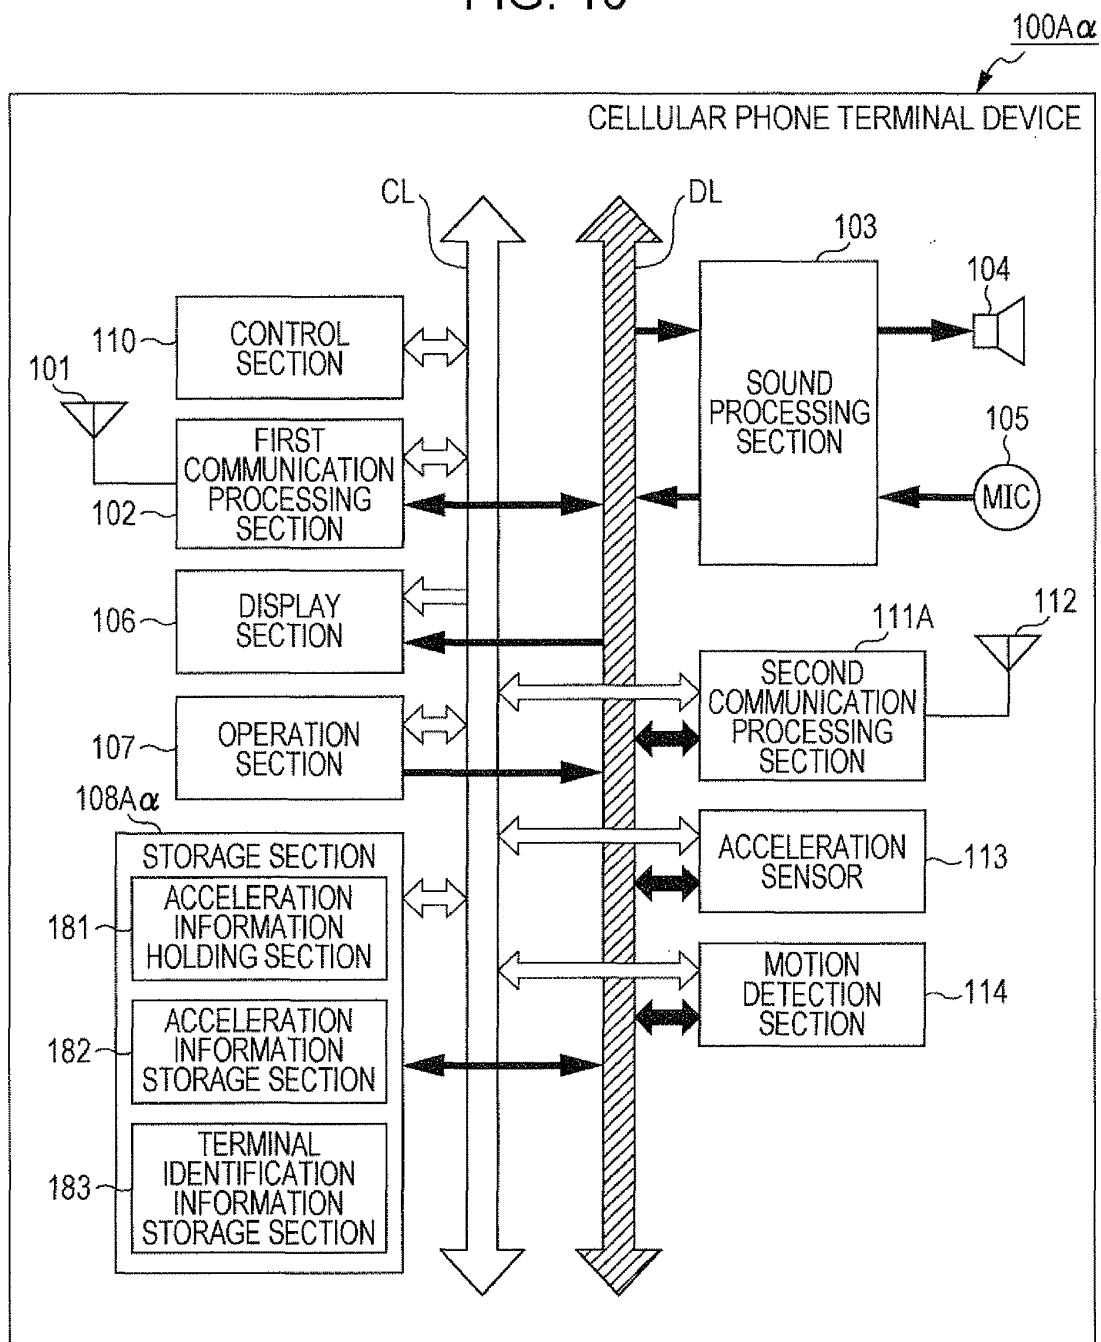 100Aα
CELLULAR PHONE TERMINAL DEVICE
CL
DL
103
104
110
CONTROL
SECTION
101
SOUND
PROCESSING
SECTION
105
MIC
102
FIRST
COMMUNICATION
PROCESSING
SECTION
106
DISPLAY
SECTION
111A
112
SECOND
COMMUNICATION
PROCESSING
SECTION
107
OPERATION
SECTION
108Aα
STORAGE SECTION
ACCELERATION
SENSOR
113
181
ACCELERATION
INFORMATION
HOLDING SECTION
MOTION
DETECTION
SECTION
114
182
ACCELERATION
INFORMATION
STORAGE SECTION
183
TERMINAL
IDENTIFICATION
INFORMATION
STORAGE SECTION